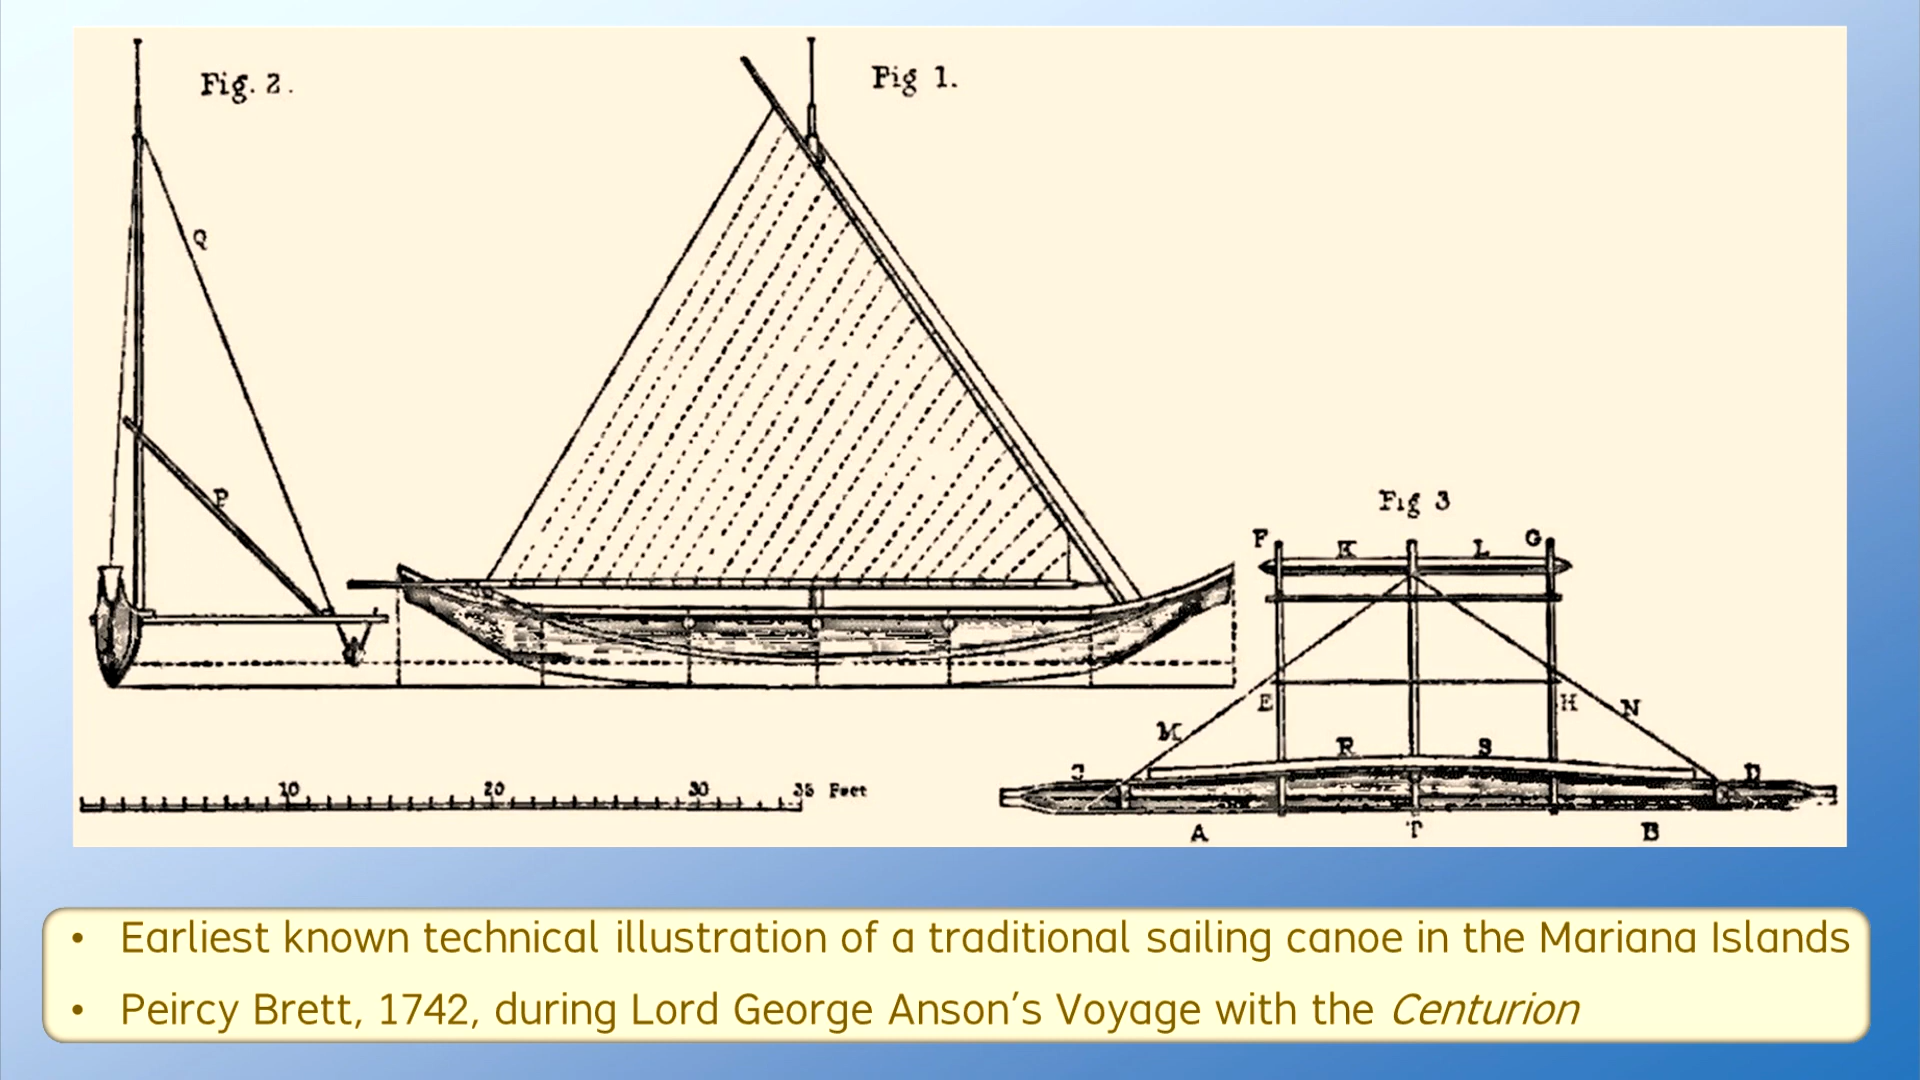 Fig. 2.
Fig 1.
Q
P
Fig 3
F K L G
E H N
M
R S
C D
A T B
10 20 30 35 Feet
• Earliest known technical illustration of a traditional sailing canoe in the Mariana Islands
• Peircy Brett, 1742, during Lord George Anson’s Voyage with the Centurion